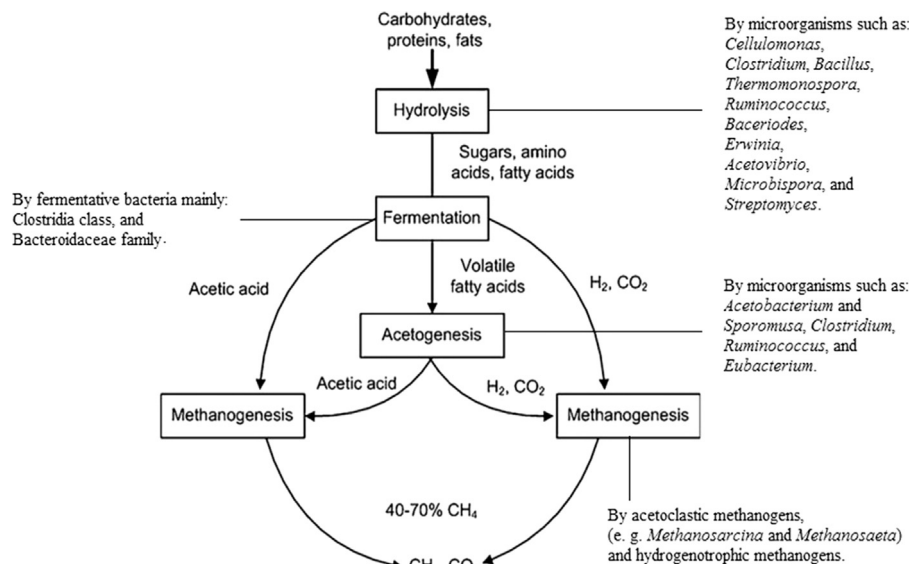 Carbohydrates,
proteins, fats
By microorganisms such as:
Cellulomonas,
Clostridium, Bacillus,
Thermomonospora,
Ruminococcus,
Baceriodes,
Erwinia,
Acetovibrio,
Microbispora, and
Streptomyces.
Hydrolysis
Sugars, amino
acids, fatty acids
By fermentative bacteria mainly:
Clostridia class, and
Bacteroidaceae family.
Fermentation
Acetic acid
Volatile
fatty acids
H₂, CO₂
By microorganisms such as:
Acetobacterium and
Sporomusa, Clostridium,
Ruminococcus, and
Eubacterium.
Acetogenesis
Acetic acid
H₂, CO₂
Methanogenesis
Methanogenesis
40-70% CH₄
By acetoclastic methanogens,
(e. g. Methanosarcina and Methanosaeta)
and hydrogenotrophic methanogens.